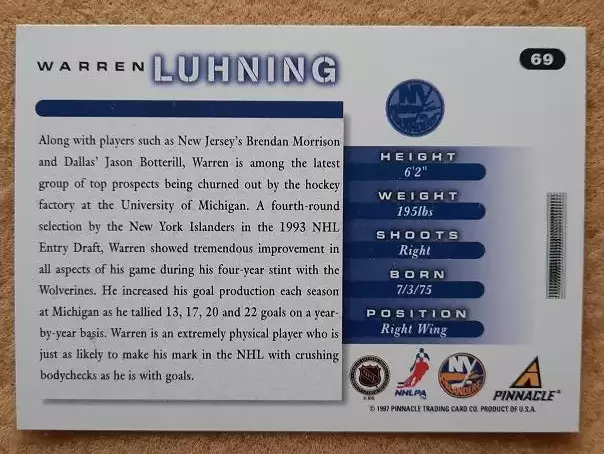 WARREN LUHNING
69
NY
Along with players such as New Jersey's Brendan Morrison
and Dallas' Jason Botterill, Warren is among the latest
group of top prospects being churned out by the hockey
factory at the University of Michigan. A fourth-round
selection by the New York Islanders in the 1993 NHL
Entry Draft, Warren showed tremendous improvement in
all aspects of his game during his four-year stint with the
Wolverines. He increased his goal production each season
at Michigan as he tallied 13, 17, 20 and 22 goals on a year-
by-year basis. Warren is an extremely physical player who is
just as likely to make his mark in the NHL with crushing
bodychecks as he is with goals.
HEIGHT
6'2"
WEIGHT
195lbs
SHOOTS
Right
BORN
7/3/75
POSITION
Right Wing
NHL
NHLPA
NY
PINNACLE
© 1997 PINNACLE TRADING CARD CO. PRODUCT OF U.S.A.